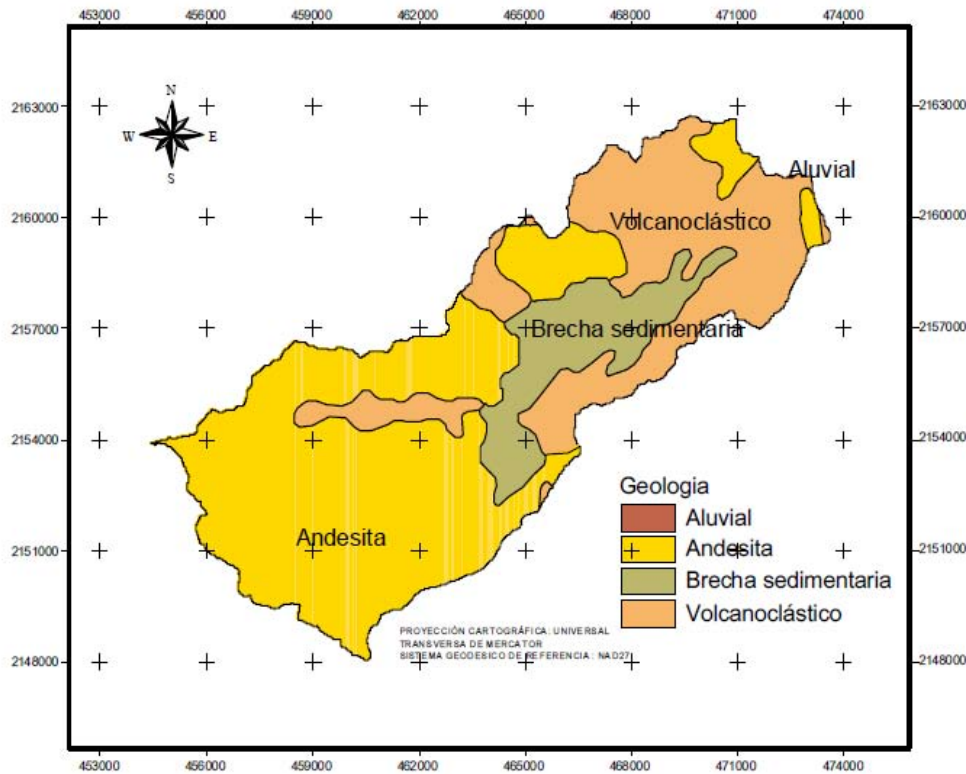 453000 456000 459000 462000 465000 468000 471000 474000
2163000 2163000
N
W E
S
Aluvial
2160000 2160000
Volcanoclástico
2157000 2157000
Brecha sedimentaria
2154000 2154000
Geologia
Aluvial
Andesita
Andesita
2151000 2151000
Brecha sedimentaria
Volcanoclástico
PROYECCIÓN CARTOGRÁFICA: UNIVERSAL
TRANSVERSA DE MERCATOR
SISTEMA GEODESICO DE REFERENCIA: NAD27
2148000 2148000
453000 456000 459000 462000 465000 468000 471000 474000